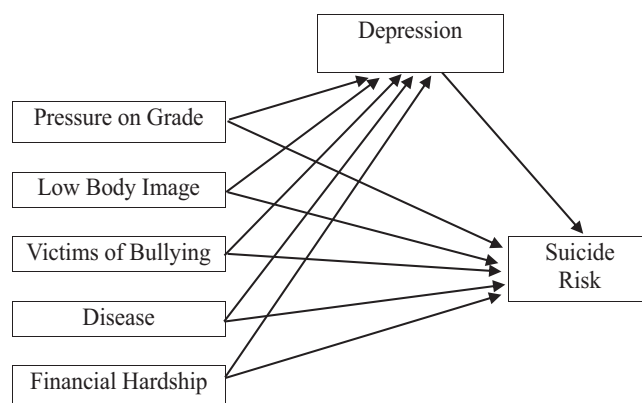 Depression
Pressure on Grade
Low Body Image
Victims of Bullying
Suicide
Risk
Disease
Financial Hardship